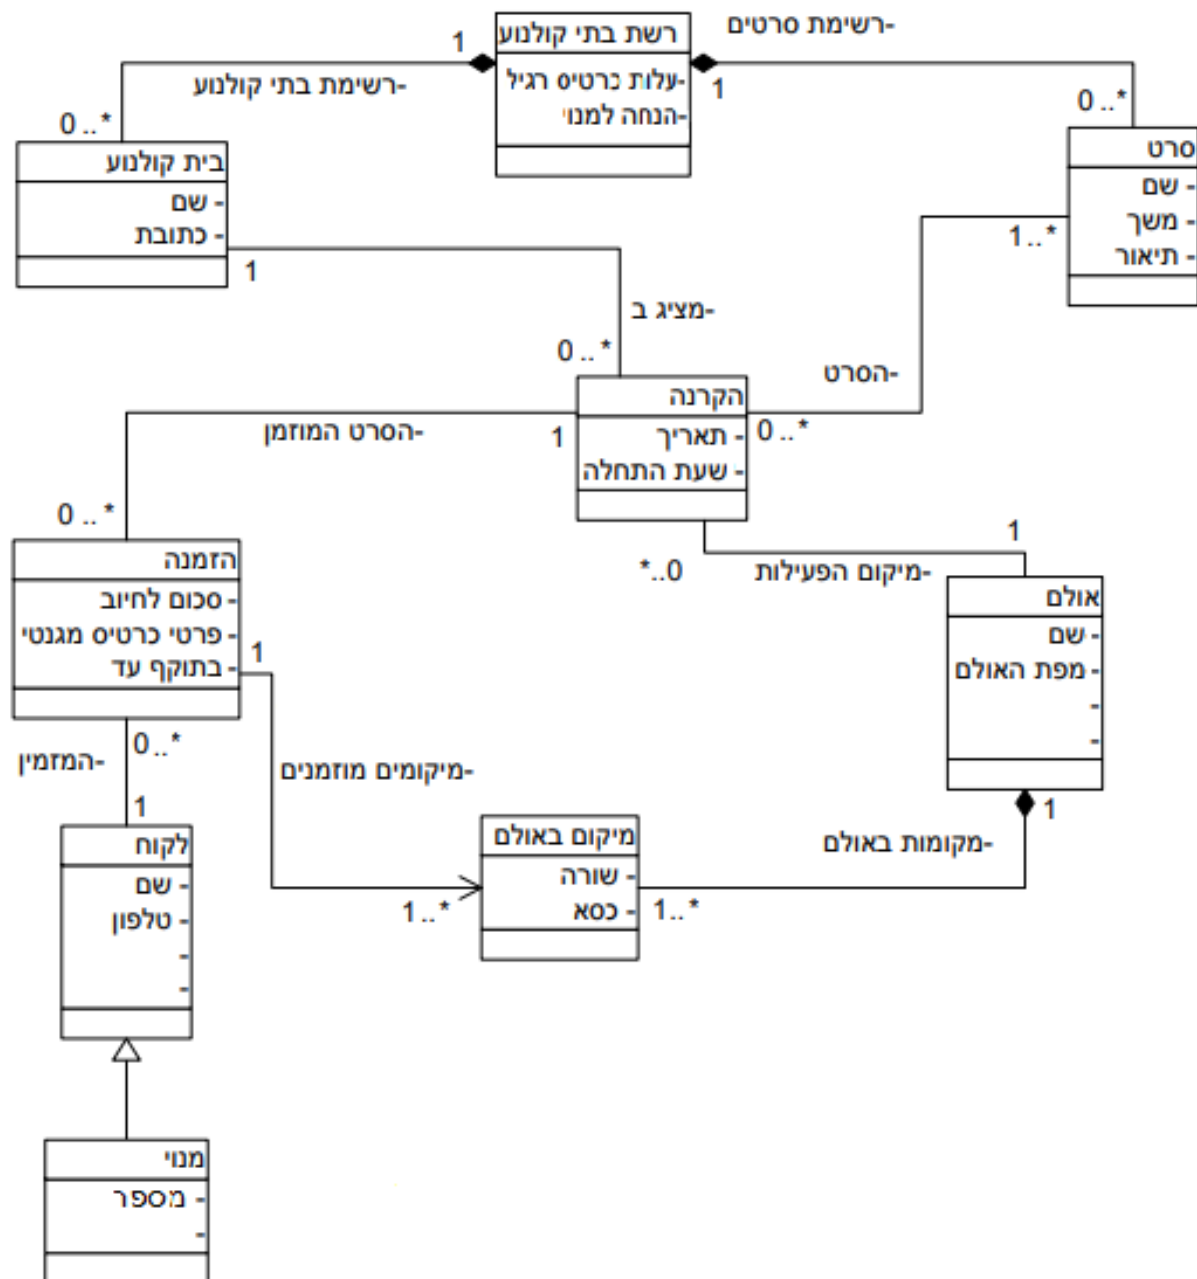 רשת בתי קולנוע
-עלות כרטיס רגיל
-הנחה למנוי
1
-רשימת בתי קולנוע
0..*
1
-רשימת סרטים
0..*
בית קולנוע
- שם
- כתובת
1
-מציג ב
0..*
סרט
- שם
- משך
- תיאור
1..*
-הסרט
0..*
הקרנה
- תאריך
- שעת התחלה
1
-הסרט המוזמן
0..*
1
-מיקום הפעילות
*..0
הזמנה
- סכום לחיוב
- פרטי כרטיס מגנטי
- בתוקף עד
1
-מיקומים מוזמנים
1..*
אולם
- שם
- מפת האולם
-
-
1
-מקומות באולם
1..*
מיקום באולם
- שורה
- כסא
0..*
-המזמין
1
לקוח
- שם
- טלפון
-
-
מנוי
- מספר
-